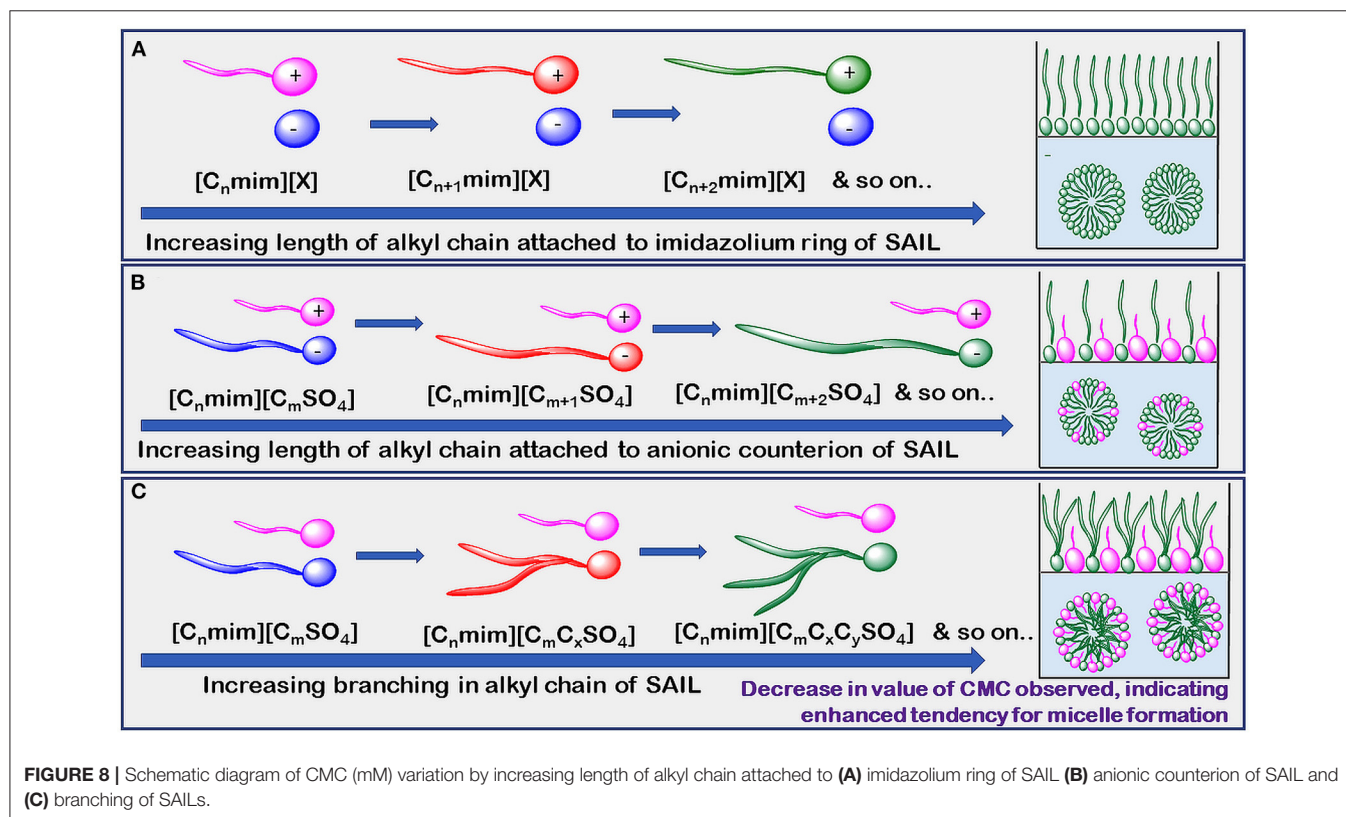 A
+
+
+
-
-
-
[Cₙmim][X]
[Cₙ₊₁mim][X]
[Cₙ₊₂mim][X] & so on..
Increasing length of alkyl chain attached to imidazolium ring of SAIL
-
B
+
+
+
-
-
-
[Cₙmim][CₘSO₄]
[Cₙmim][Cₘ₊₁SO₄]
[Cₙmim][Cₘ₊₂SO₄] & so on..
Increasing length of alkyl chain attached to anionic counterion of SAIL
C
[Cₙmim][CₘSO₄]
[Cₙmim][CₘCₓSO₄]
[Cₙmim][CₘCₓC_ySO₄] & so on..
Increasing branching in alkyl chain of SAIL
Decrease in value of CMC observed, indicating
enhanced tendency for micelle formation
FIGURE 8 | Schematic diagram of CMC (mM) variation by increasing length of alkyl chain attached to (A) imidazolium ring of SAIL (B) anionic counterion of SAIL and
(C) branching of SAILs.